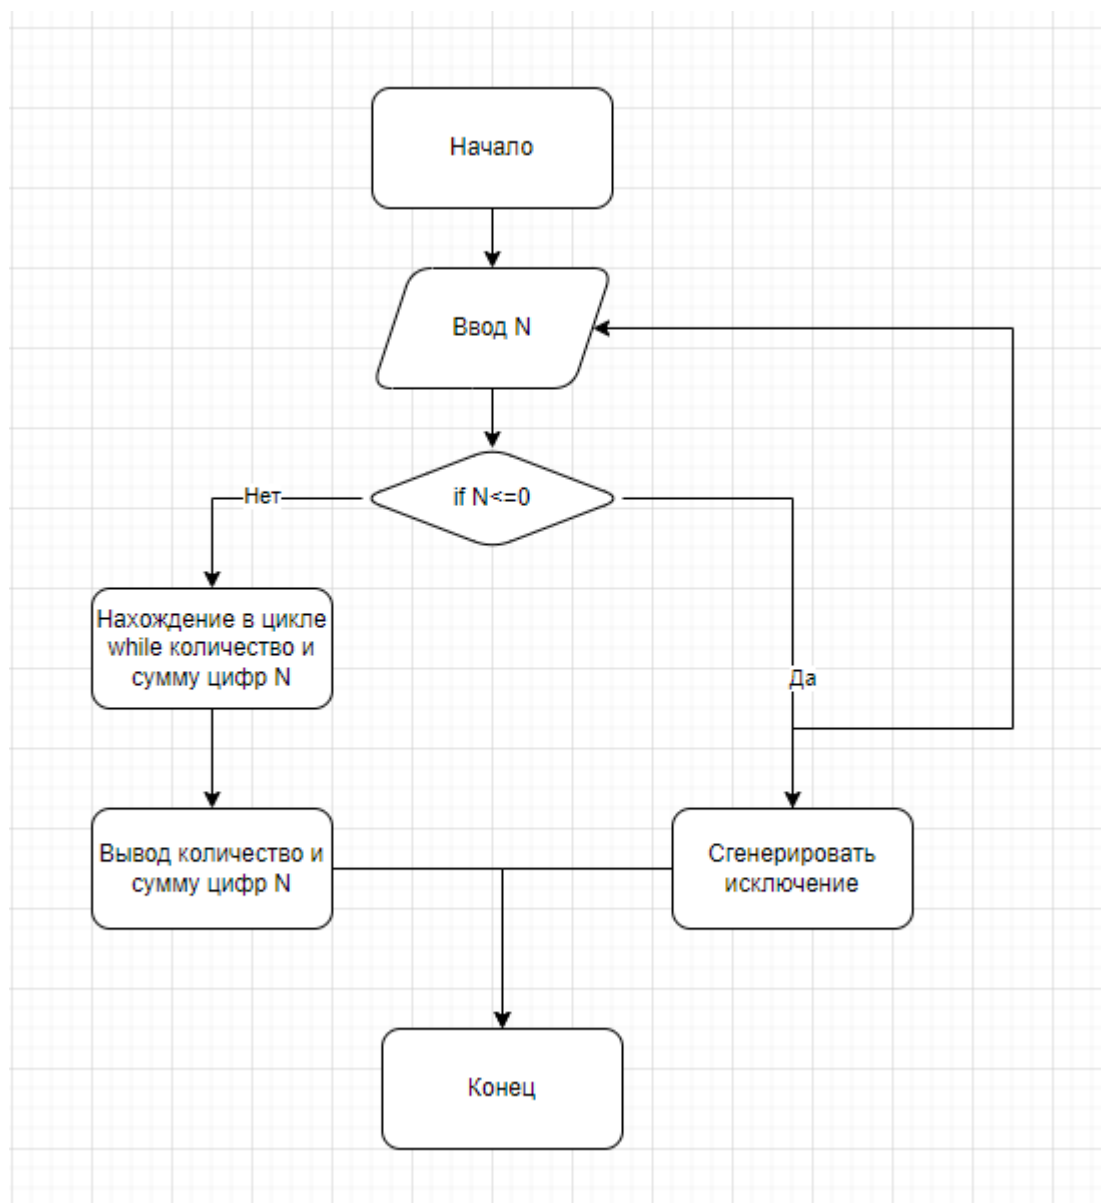 Начало
Ввод N
if N<=0
Нет
Нахождение в цикле
while количество и
сумму цифр N
Да
Вывод количество и
сумму цифр N
Сгенерировать
исключение
Конец